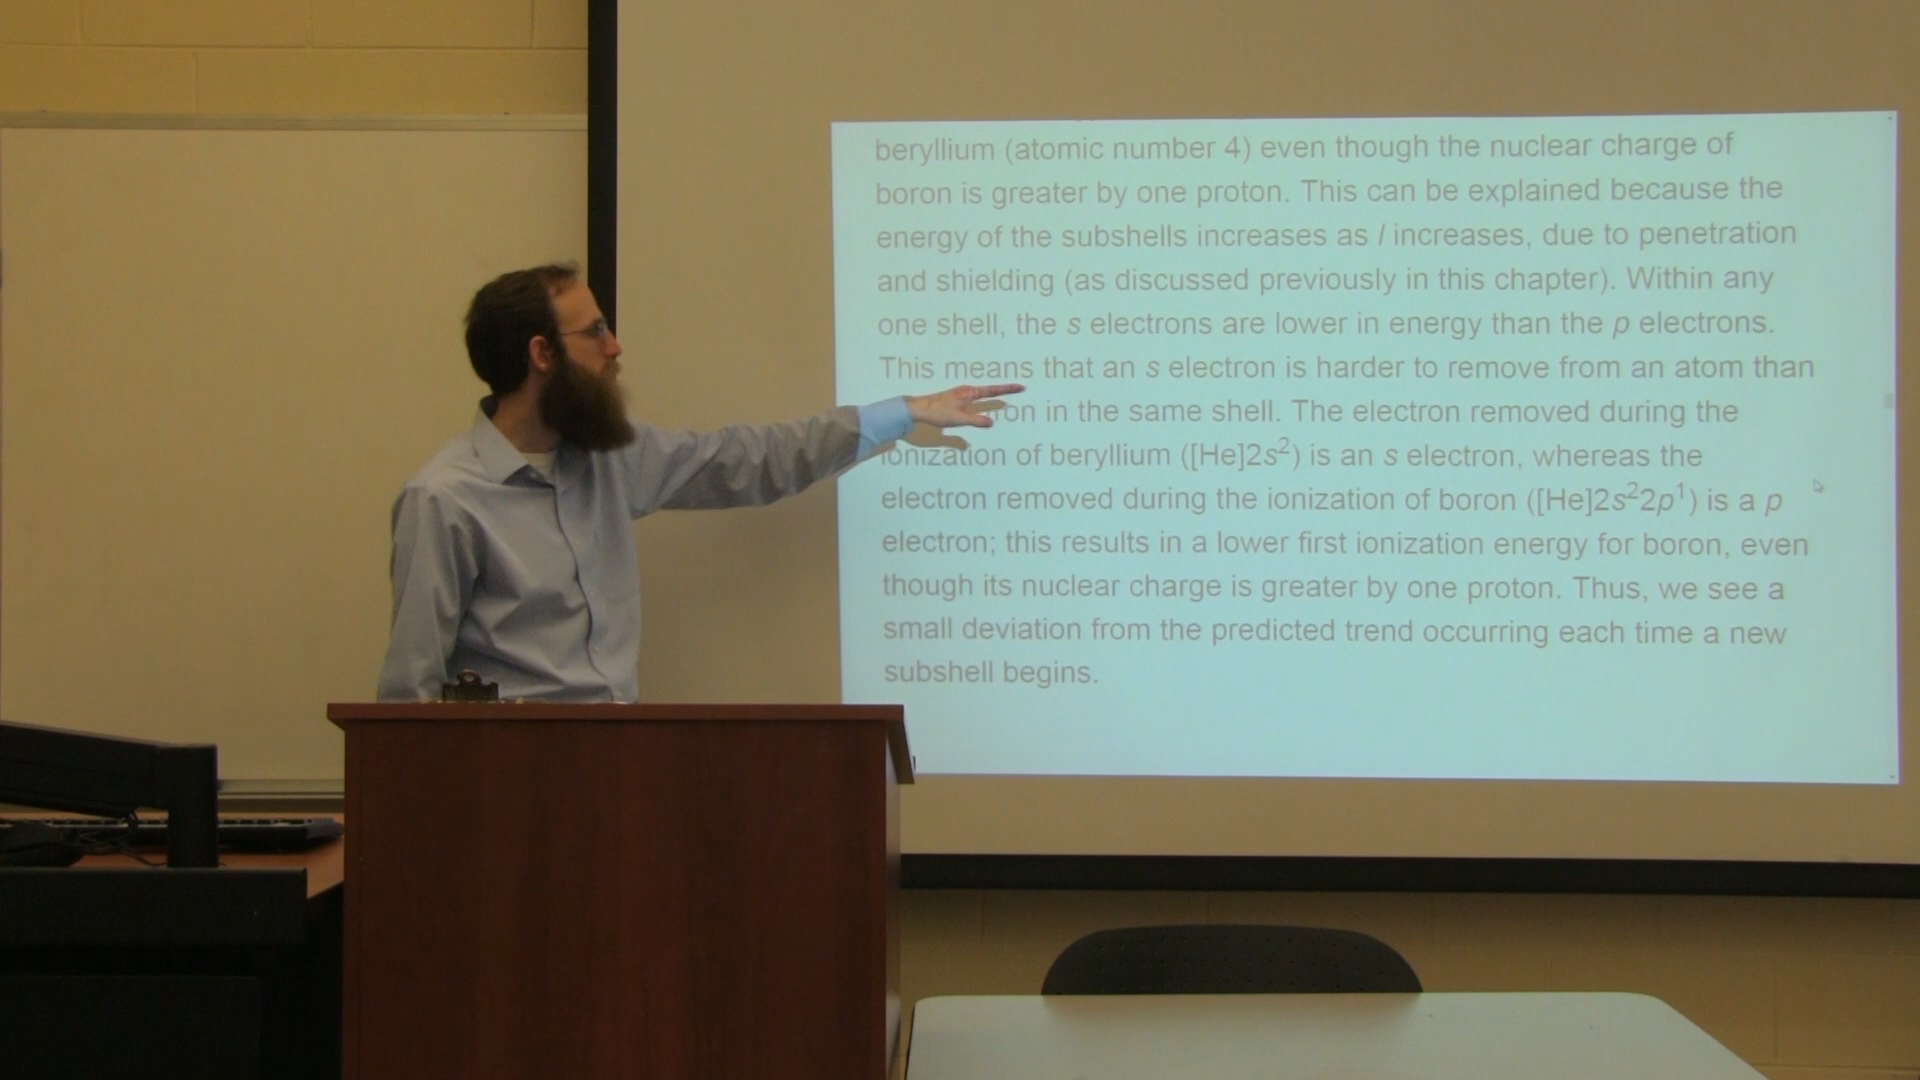 beryllium (atomic number 4) even though the nuclear charge of
boron is greater by one proton. This can be explained because the
energy of the subshells increases as l increases, due to penetration
and shielding (as discussed previously in this chapter). Within any
one shell, the s electrons are lower in energy than the p electrons.
This means that an s electron is harder to remove from an atom than
ron in the same shell. The electron removed during the
ionization of beryllium ([He]2s²) is an s electron, whereas the
electron removed during the ionization of boron ([He]2s²2p¹) is a p
electron; this results in a lower first ionization energy for boron, even
though its nuclear charge is greater by one proton. Thus, we see a
small deviation from the predicted trend occurring each time a new
subshell begins.